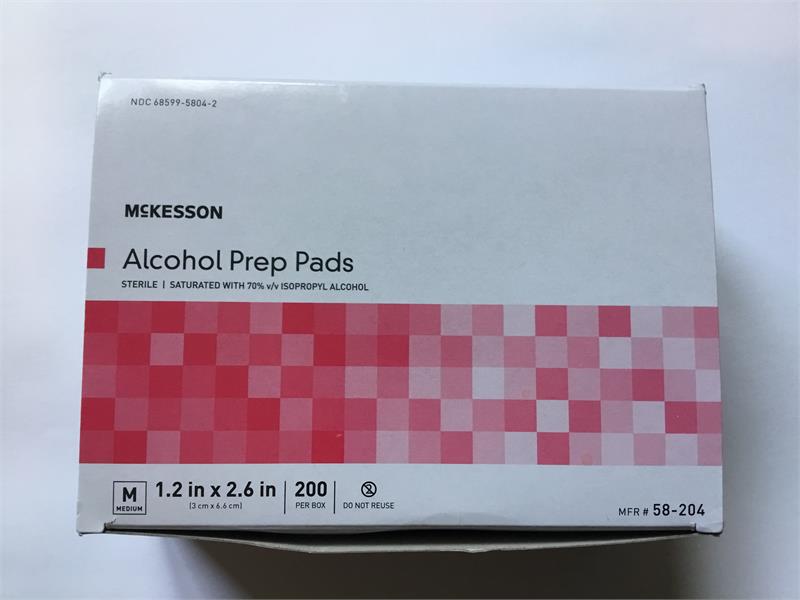 NDC 68599-5804-2
McKESSON
Alcohol Prep Pads
STERILE | SATURATED WITH 70% v/v ISOPROPYL ALCOHOL
M
MEDIUM
1.2 in x 2.6 in
(3 cm x 6.6 cm)
200
PER BOX
2
DO NOT REUSE
MFR # 58-204